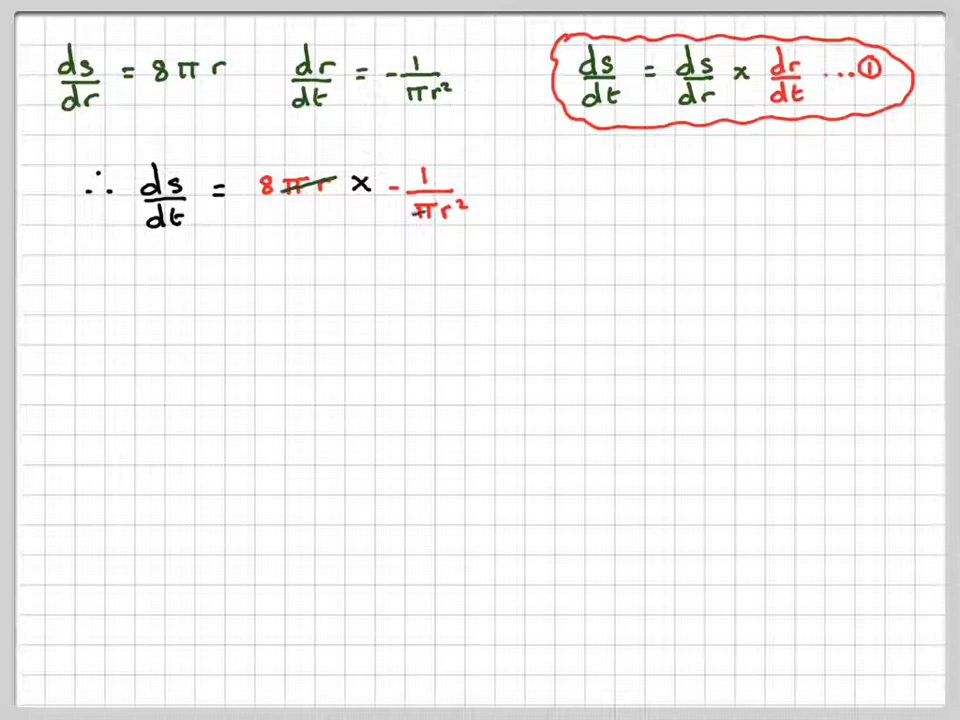 ds/dr = 8πr dr/dt = -1/πr² ds/dt = ds/dr × dr/dt ...①
∴ ds/dt = 8πr × -1/πr²